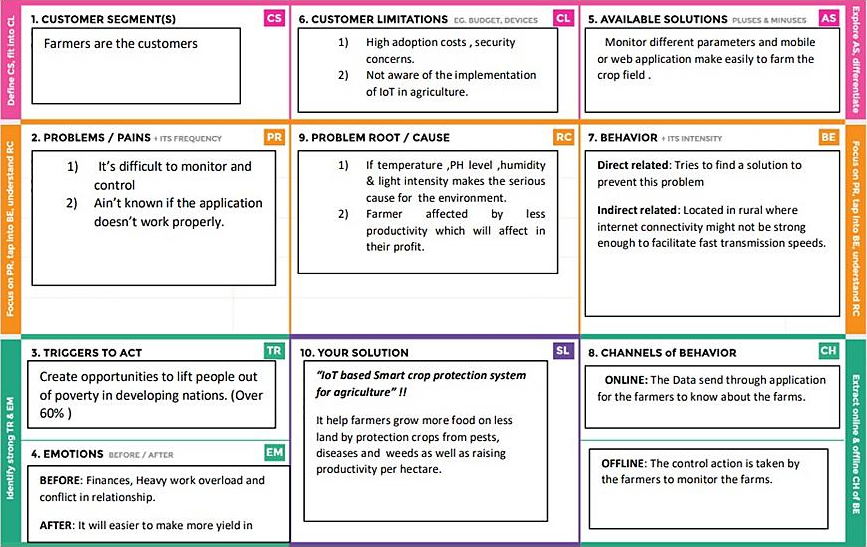 Define CS, fit into CL
1. CUSTOMER SEGMENT(S)
CS
Farmers are the customers
6. CUSTOMER LIMITATIONS EG. BUDGET, DEVICES
CL
1) High adoption costs , security
concerns.
2) Not aware of the implementation
of IoT in agriculture.
5. AVAILABLE SOLUTIONS PLUSES & MINUSES
AS
Monitor different parameters and mobile
or web application make easily to farm the
crop field .
Explore AS, differentiate
Focus on PR, tap into BE, understand RC
2. PROBLEMS / PAINS + ITS FREQUENCY
PR
1) It's difficult to monitor and
control
2) Ain't known if the application
doesn't work properly.
9. PROBLEM ROOT / CAUSE
RC
1) If temperature ,PH level ,humidity
& light intensity makes the serious
cause for the environment.
2) Farmer affected by less
productivity which will affect in
their profit.
7. BEHAVIOR + ITS INTENSITY
BE
Direct related: Tries to find a solution to
prevent this problem
Indirect related: Located in rural where
internet connectivity might not be strong
enough to facilitate fast transmission speeds.
Focus on PR, tap into BE, understand RC
Identify strong TR & EM
3. TRIGGERS TO ACT
TR
Create opportunities to lift people out
of poverty in developing nations. (Over
60% )
4. EMOTIONS BEFORE / AFTER
EM
BEFORE: Finances, Heavy work overload and
conflict in relationship.
AFTER: It will easier to make more yield in
10. YOUR SOLUTION
SL
"IoT based Smart crop protection system
for agriculture" !!
It help farmers grow more food on less
land by protection crops from pests,
diseases and weeds as well as raising
productivity per hectare.
8. CHANNELS of BEHAVIOR
CH
ONLINE: The Data send through application
for the farmers to know about the farms.
OFFLINE: The control action is taken by
the farmers to monitor the farms.
Extract online & offline CH of BE